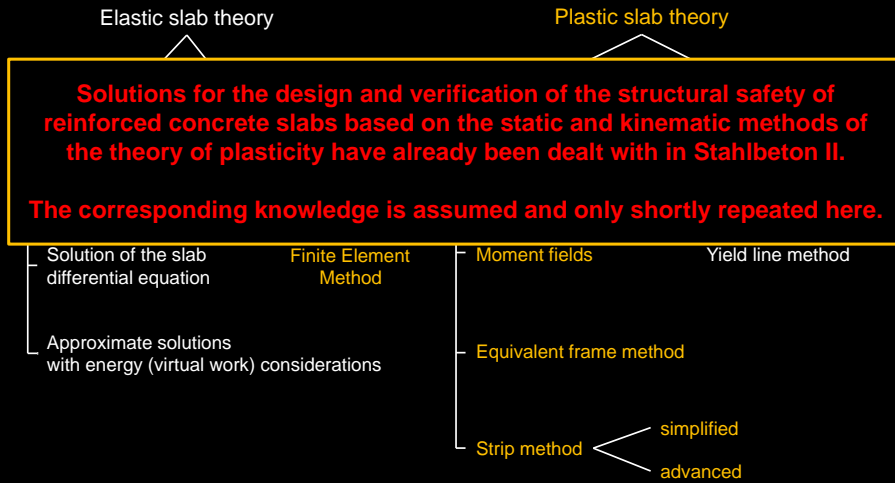 Elastic slab theory
Plastic slab theory
Solutions for the design and verification of the structural safety of
reinforced concrete slabs based on the static and kinematic methods of
the theory of plasticity have already been dealt with in Stahlbeton II.
The corresponding knowledge is assumed and only shortly repeated here.
Solution of the slab
differential equation
Finite Element
Method
Moment fields
Yield line method
Approximate solutions
with energy (virtual work) considerations
Equivalent frame method
Strip method
simplified
advanced